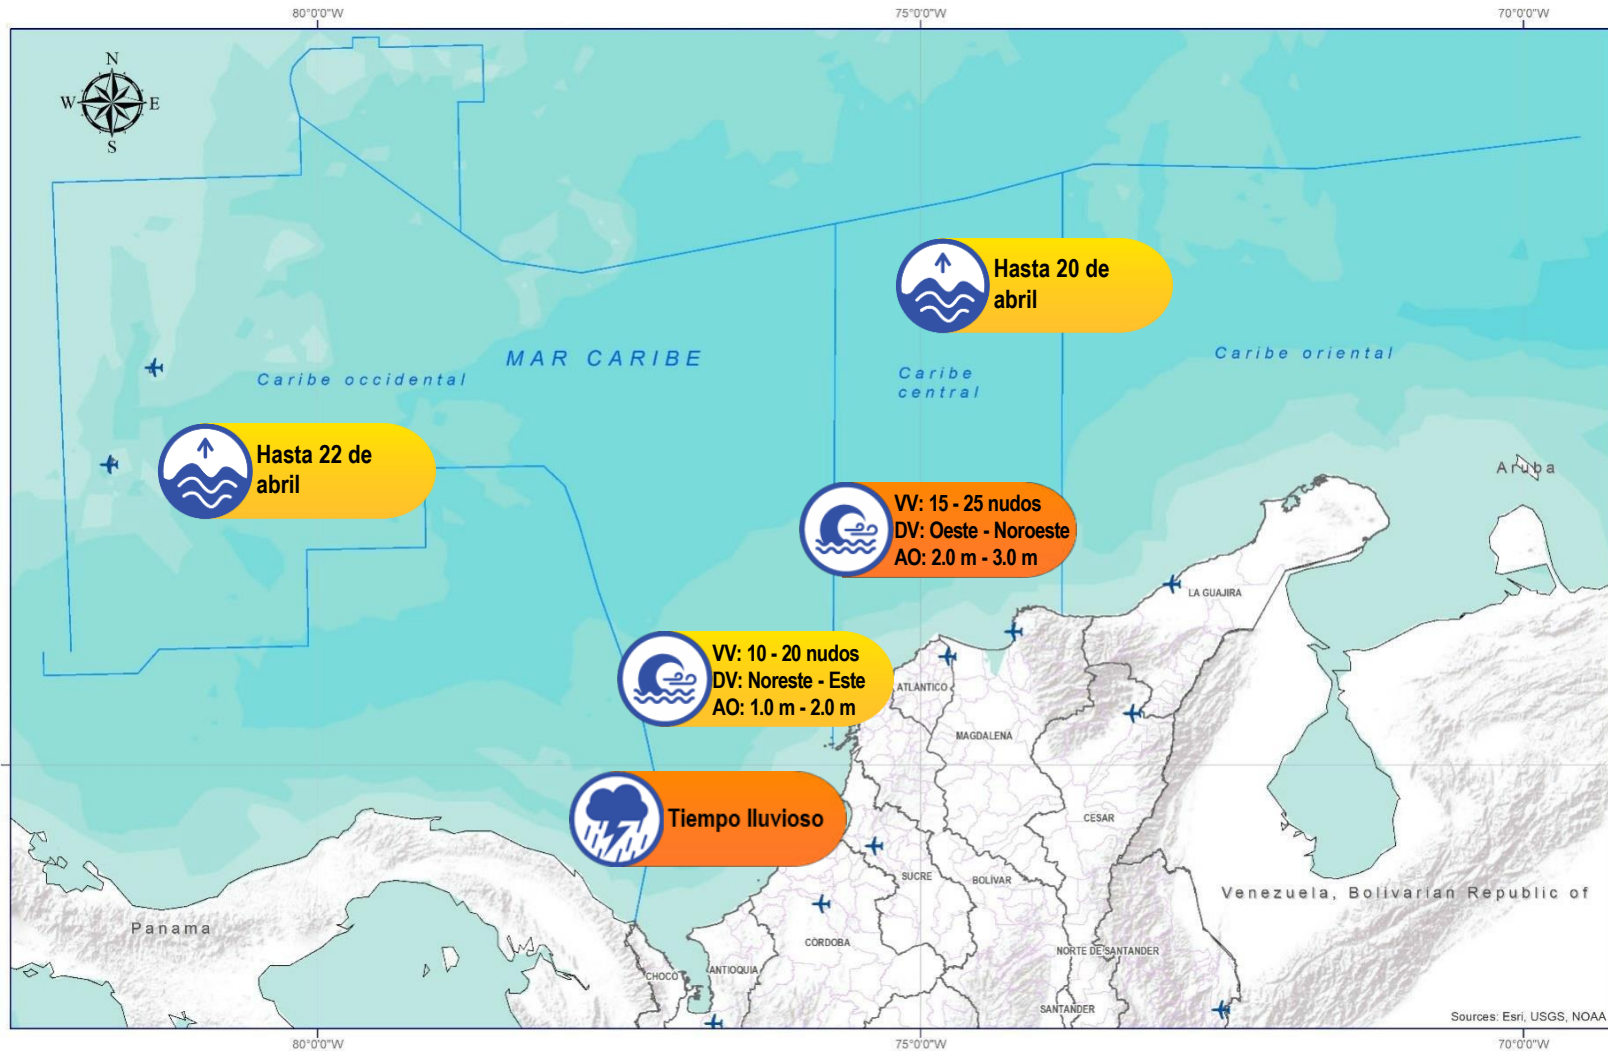 80°0'0"W
75°0'0"W
70°0'0"W
N
W
E
S
Hasta 20 de
abril
MAR CARIBE
Caribe occidental
Caribe
central
Caribe oriental
Hasta 22 de
abril
Aruba
VV: 15 - 25 nudos
DV: Oeste - Noroeste
AO: 2.0 m - 3.0 m
LA GUAJIRA
VV: 10 - 20 nudos
DV: Noreste - Este
AO: 1.0 m - 2.0 m
ATLÁNTICO
MAGDALENA
Tiempo lluvioso
CESAR
SUCRE
BOLÍVAR
Venezuela, Bolivarian Republic of
Panama
CÓRDOBA
NORTE DE SANTANDER
CHOCÓ
ANTIOQUIA
SANTANDER
Sources: Esri, USGS, NOAA
80°0'0"W
75°0'0"W
70°0'0"W